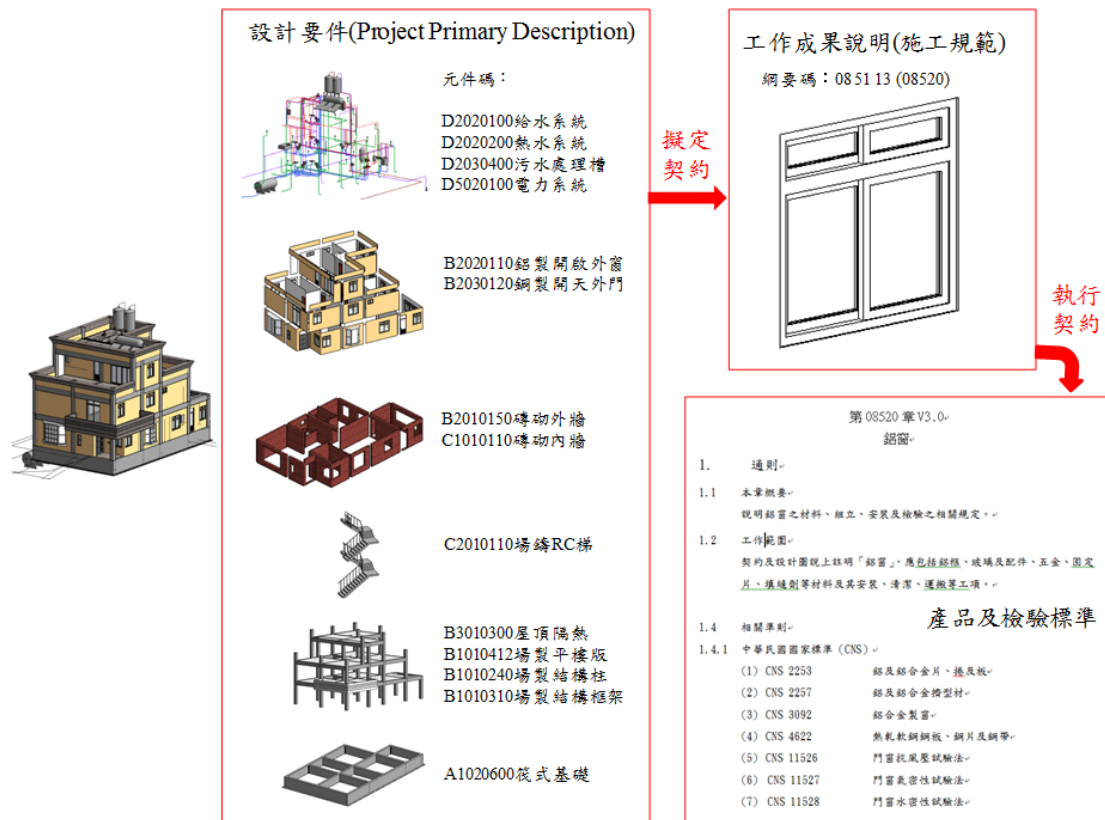 設計要件(Project Primary Description)
元件碼：
D2020100給水系統
D2020200熱水系統
D2030400污水處理槽
D5020100電力系統
B2020110鋁製開啟外窗
B2030120鋼製開天外門
B2010150磚砌外牆
C1010110磚砌內牆
C2010110場鑄RC梯
B3010300屋頂隔熱
B1010412場製平樓版
B1010240場製結構柱
B1010310場製結構框架
A1020600筏式基礎
擬定
契約
工作成果說明(施工規範)
綱要碼：08 51 13 (08520)
執行
契約
第 08520 章 V3.0
鋁窗
1. 通則
1.1 本章概要
說明鋁窗之材料、組立、安裝及檢驗之相關規定。
1.2 工作範圍
契約及設計圖說上註明「鋁窗」，應包括鋁框、玻璃及配件、五金、固定
片、填縫劑等材料及其安裝、清潔、運搬等工項。
產品及檢驗標準
1.4 相關準則
1.4.1 中華民國國家標準（CNS）
(1) CNS 2253 鋁及鋁合金片、捲及板
(2) CNS 2257 鋁及鋁合金擠型材
(3) CNS 3092 鋁合金製窗
(4) CNS 4622 熱軋軟鋼鋼板、鋼片及鋼帶
(5) CNS 11526 門窗抗風壓試驗法
(6) CNS 11527 門窗氣密性試驗法
(7) CNS 11528 門窗水密性試驗法